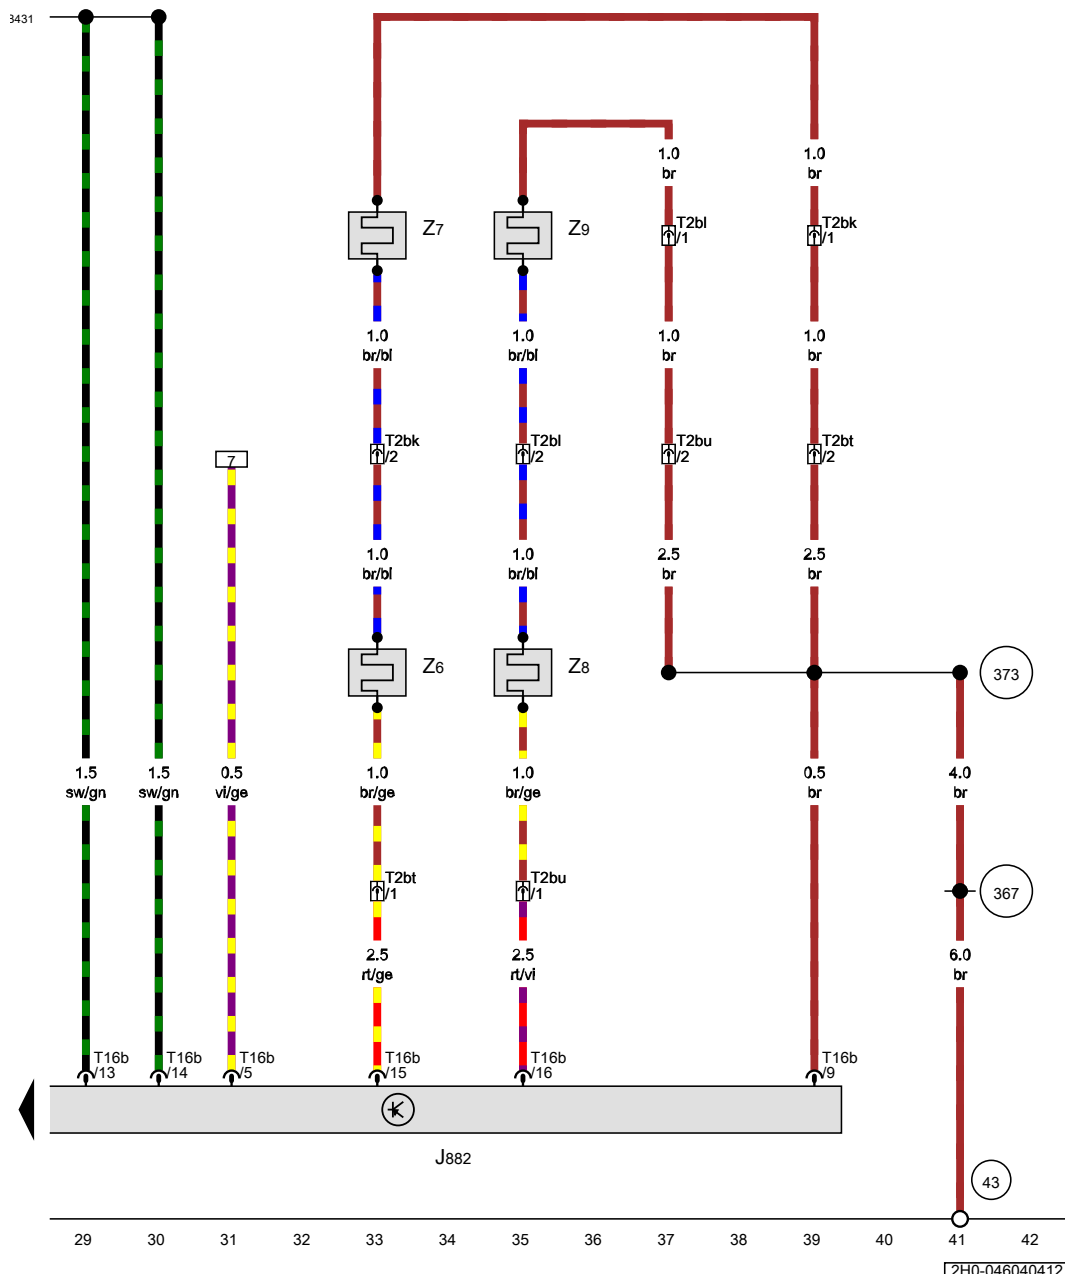 3431
1.0
br
1.0
br
Z7
Z9
T2bl
/1
T2bk
/1
1.0
br/bl
1.0
br/bl
1.0
br
1.0
br
T2bk
/2
T2bl
/2
T2bu
/2
T2bt
/2
7
1.0
br/bl
1.0
br/bl
2.5
br
2.5
br
Z6
Z8
373
1.5
sw/gn
1.5
sw/gn
0.5
vi/ge
1.0
br/ge
1.0
br/ge
0.5
br
4.0
br
T2bt
/1
T2bu
/1
367
2.5
rt/ge
2.5
rt/vi
6.0
br
T16b
/13
T16b
/14
T16b
/5
T16b
/15
T16b
/16
T16b
/9
J882
43
29 30 31 32 33 34 35 36 37 38 39 40 41 42
2H0-046040412